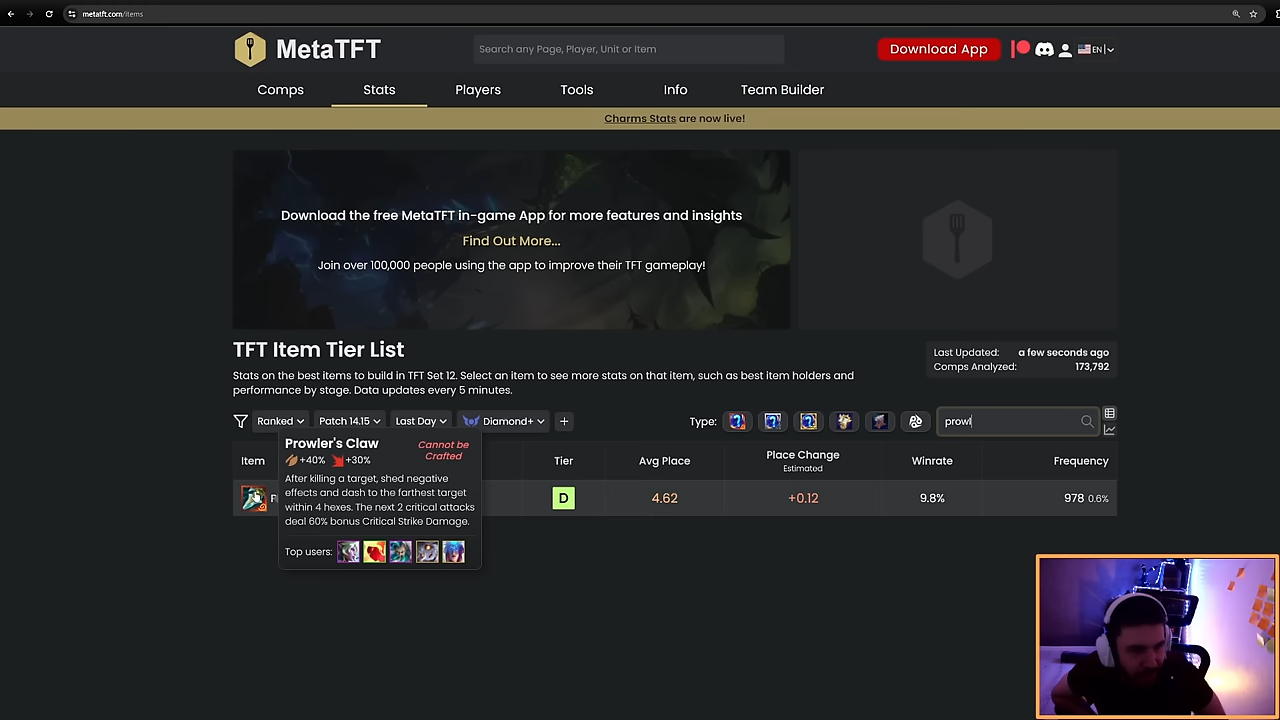 metatft.com/items
MetaTFT
Search any Page, Player, Unit or Item
Download App
EN
Comps
Stats
Players
Tools
Info
Team Builder
Charms Stats are now live!
Download the free MetaTFT in-game App for more features and insights
Find Out More...
Join over 100,000 people using the app to improve their TFT gameplay!
TFT Item Tier List
Stats on the best items to build in TFT Set 12. Select an item to see more stats on that item, such as best item holders and
performance by stage. Data updates every 5 minutes.
Last Updated: a few seconds ago
Comps Analyzed: 173,792
Ranked
Patch 14.15
Last Day
Diamond+
Type:
prowl
Item
Tier
Avg Place
Place Change
Estimated
Winrate
Frequency
D
4.62
+0.12
9.8%
978 0.6%
Prowler's Claw
Cannot be
Crafted
+40% +30%
After killing a target, shed negative
effects and dash to the farthest target
within 4 hexes. The next 2 critical attacks
deal 60% bonus Critical Strike Damage.
Top users: